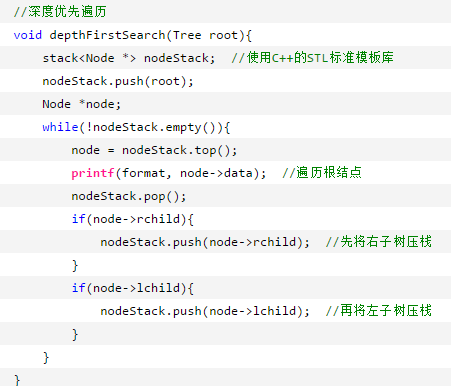 //深度优先遍历
void depthFirstSearch(Tree root){
    stack<Node *> nodeStack;  //使用C++的STL标准模板库
    nodeStack.push(root);
    Node *node;
    while(!nodeStack.empty()){
        node = nodeStack.top();
        printf(format, node->data);  //遍历根结点
        nodeStack.pop();
        if(node->rchild){
            nodeStack.push(node->rchild);  //先将右子树压栈
        }
        if(node->lchild){
            nodeStack.push(node->lchild);  //再将左子树压栈
        }
    }
}